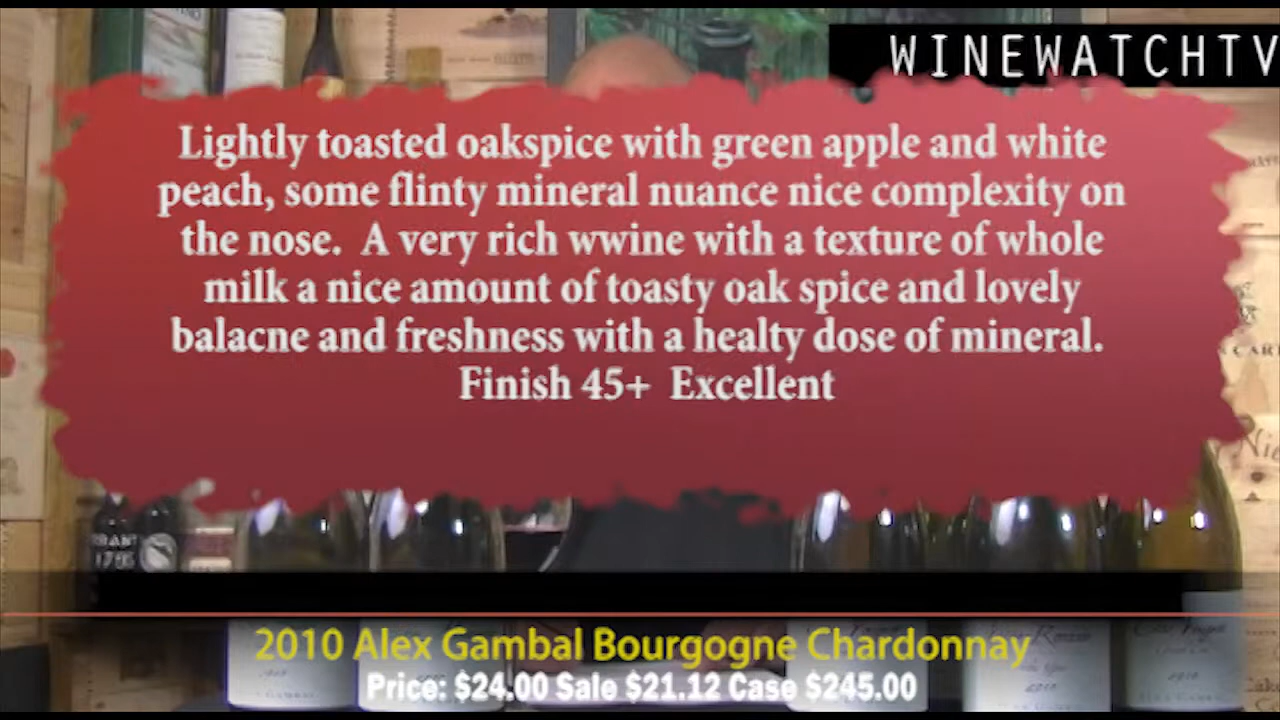 WINEWATCHTV
Lightly toasted oakspice with green apple and white
peach, some flinty mineral nuance nice complexity on
the nose.  A very rich wwine with a texture of whole
milk a nice amount of toasty oak spice and lovely
balacne and freshness with a healty dose of mineral.
Finish 45+  Excellent
1795
2010 Alex Gambal Bourgogne Chardonnay
Price: $24.00 Sale $21.12 Case $245.00